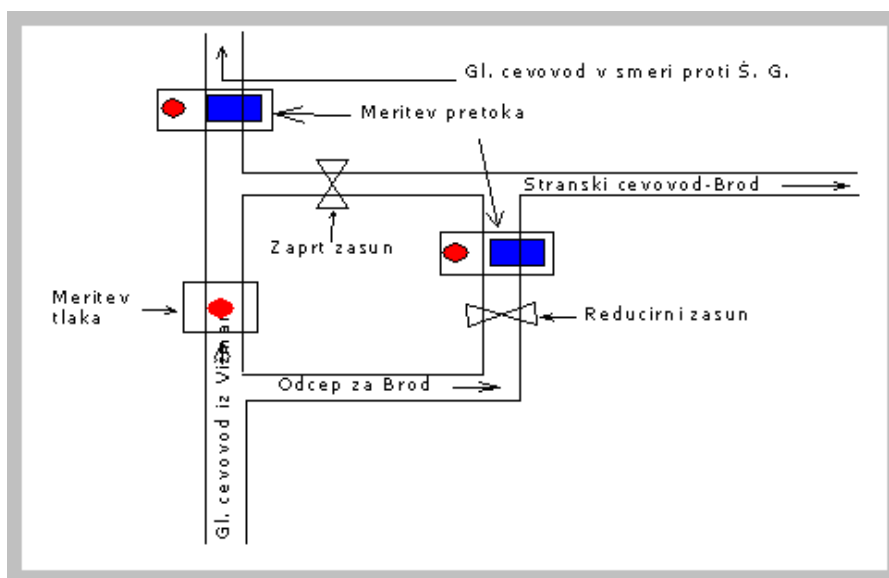 Gl. cevovod v smeri proti Š. G.
Meritev pretoka
Stranski cevovod-Brod
Zaprt zasun
Meritev
tlaka
Reducirni zasun
Odcep za Brod
Gl. cevovod iz